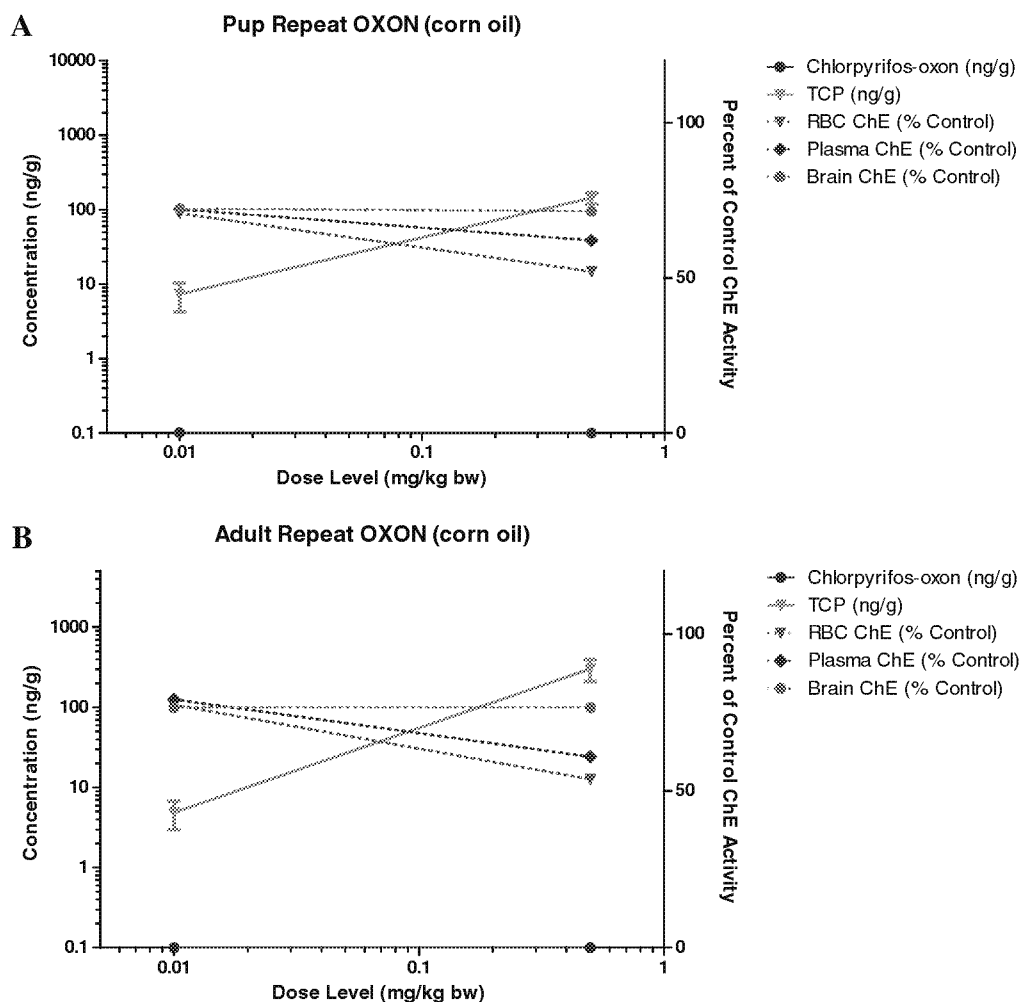 A
Pup Repeat OXON (corn oil)
10000
1000
100
10
1
0.1
Concentration (ng/g)
100
50
0
Percent of Control ChE Activity
0.01
0.1
1
Dose Level (mg/kg bw)
Chlorpyrifos-oxon (ng/g)
TCP (ng/g)
RBC ChE (% Control)
Plasma ChE (% Control)
Brain ChE (% Control)
B
Adult Repeat OXON (corn oil)
1000
100
10
1
0.1
Concentration (ng/g)
100
50
0
Percent of Control ChE Activity
0.01
0.1
1
Dose Level (mg/kg bw)
Chlorpyrifos-oxon (ng/g)
TCP (ng/g)
RBC ChE (% Control)
Plasma ChE (% Control)
Brain ChE (% Control)